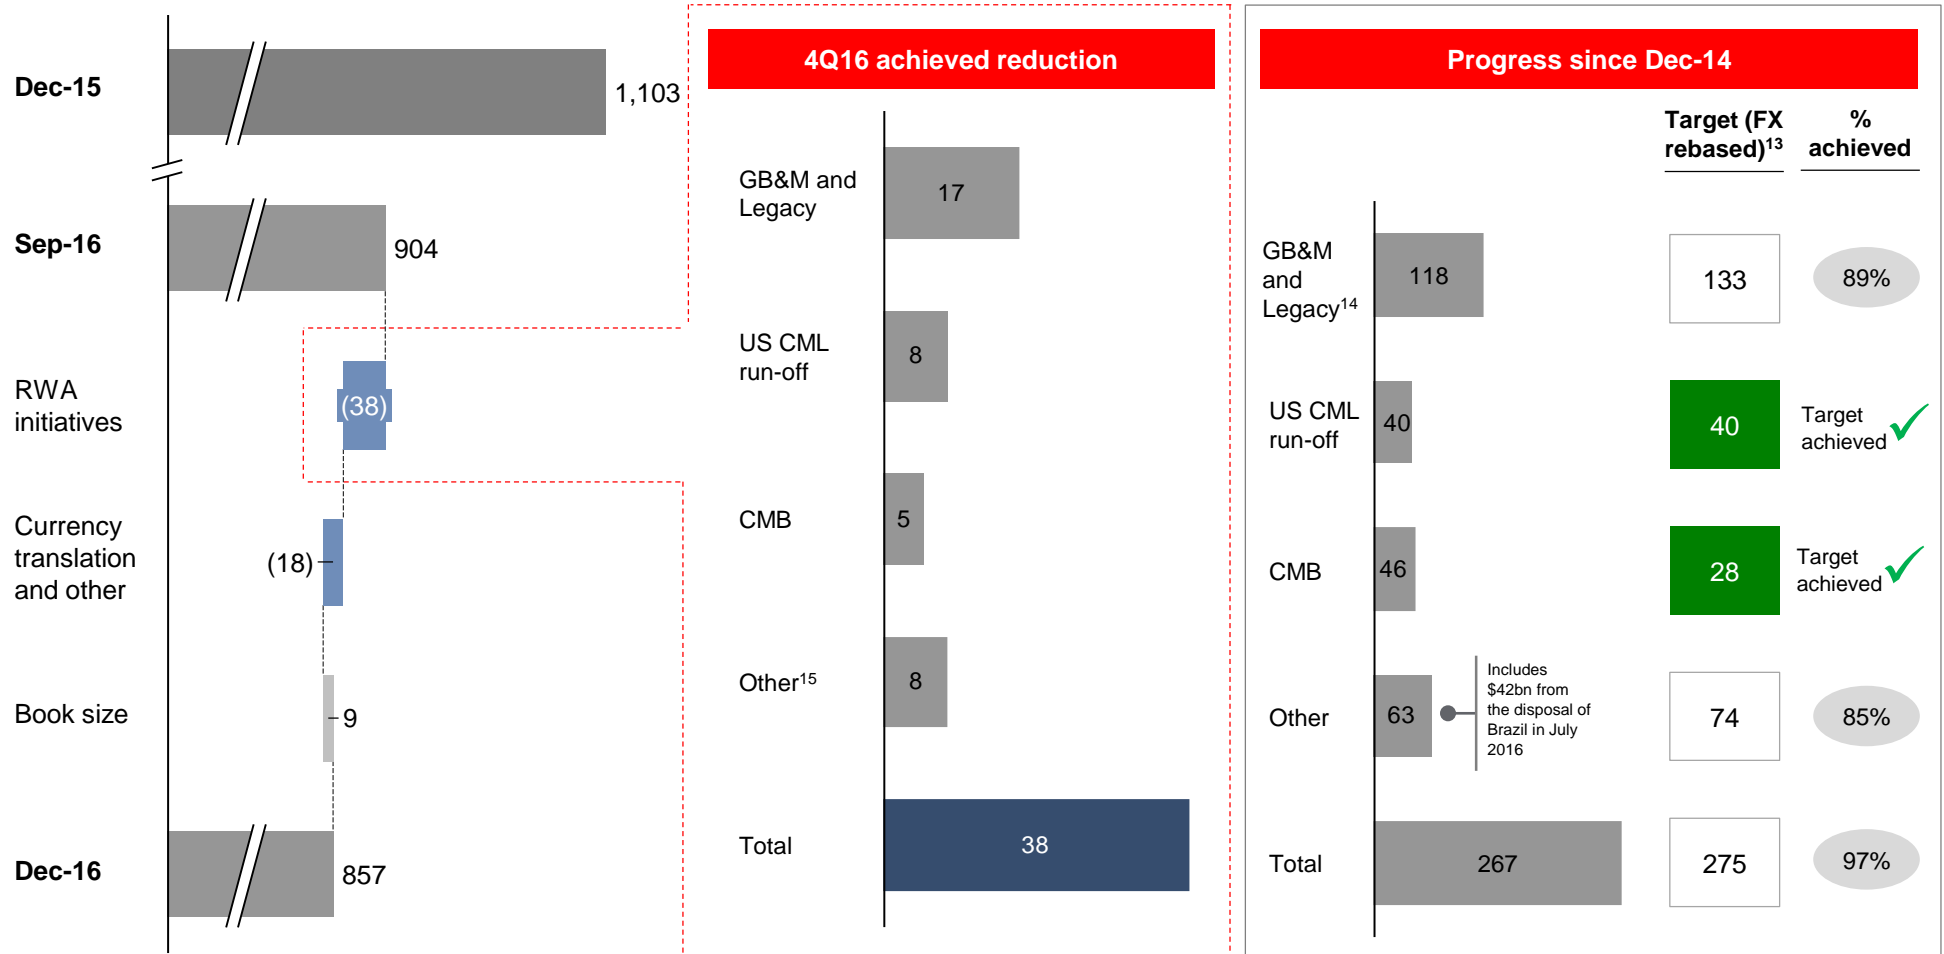 Dec-15
1,103
Sep-16
904
RWA
initiatives
(38)
Currency
translation
and other
(18)
Book size
9
Dec-16
857
4Q16 achieved reduction
GB&M and
Legacy
17
US CML
run-off
8
CMB
5
Other15
8
Total
38
Progress since Dec-14
Target (FX
rebased)13
%
achieved
GB&M
and
Legacy14
118
133
89%
US CML
run-off
40
40
Target
achieved
CMB
46
28
Target
achieved
Other
63
Includes
$42bn from
the disposal of
Brazil in July
2016
74
85%
Total
267
275
97%